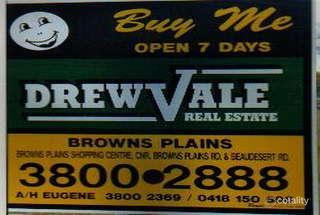 Buy Me
OPEN 7 DAYS
DREWVALE
REAL ESTATE
BROWNS PLAINS
BROWNS PLAINS SHOPPING CENTRE, CNR. BROWNS PLAINS RD. & BEAUDESERT RD.
3800•2888
A/H EUGENE 3800 2369 / 0418 150
cotality